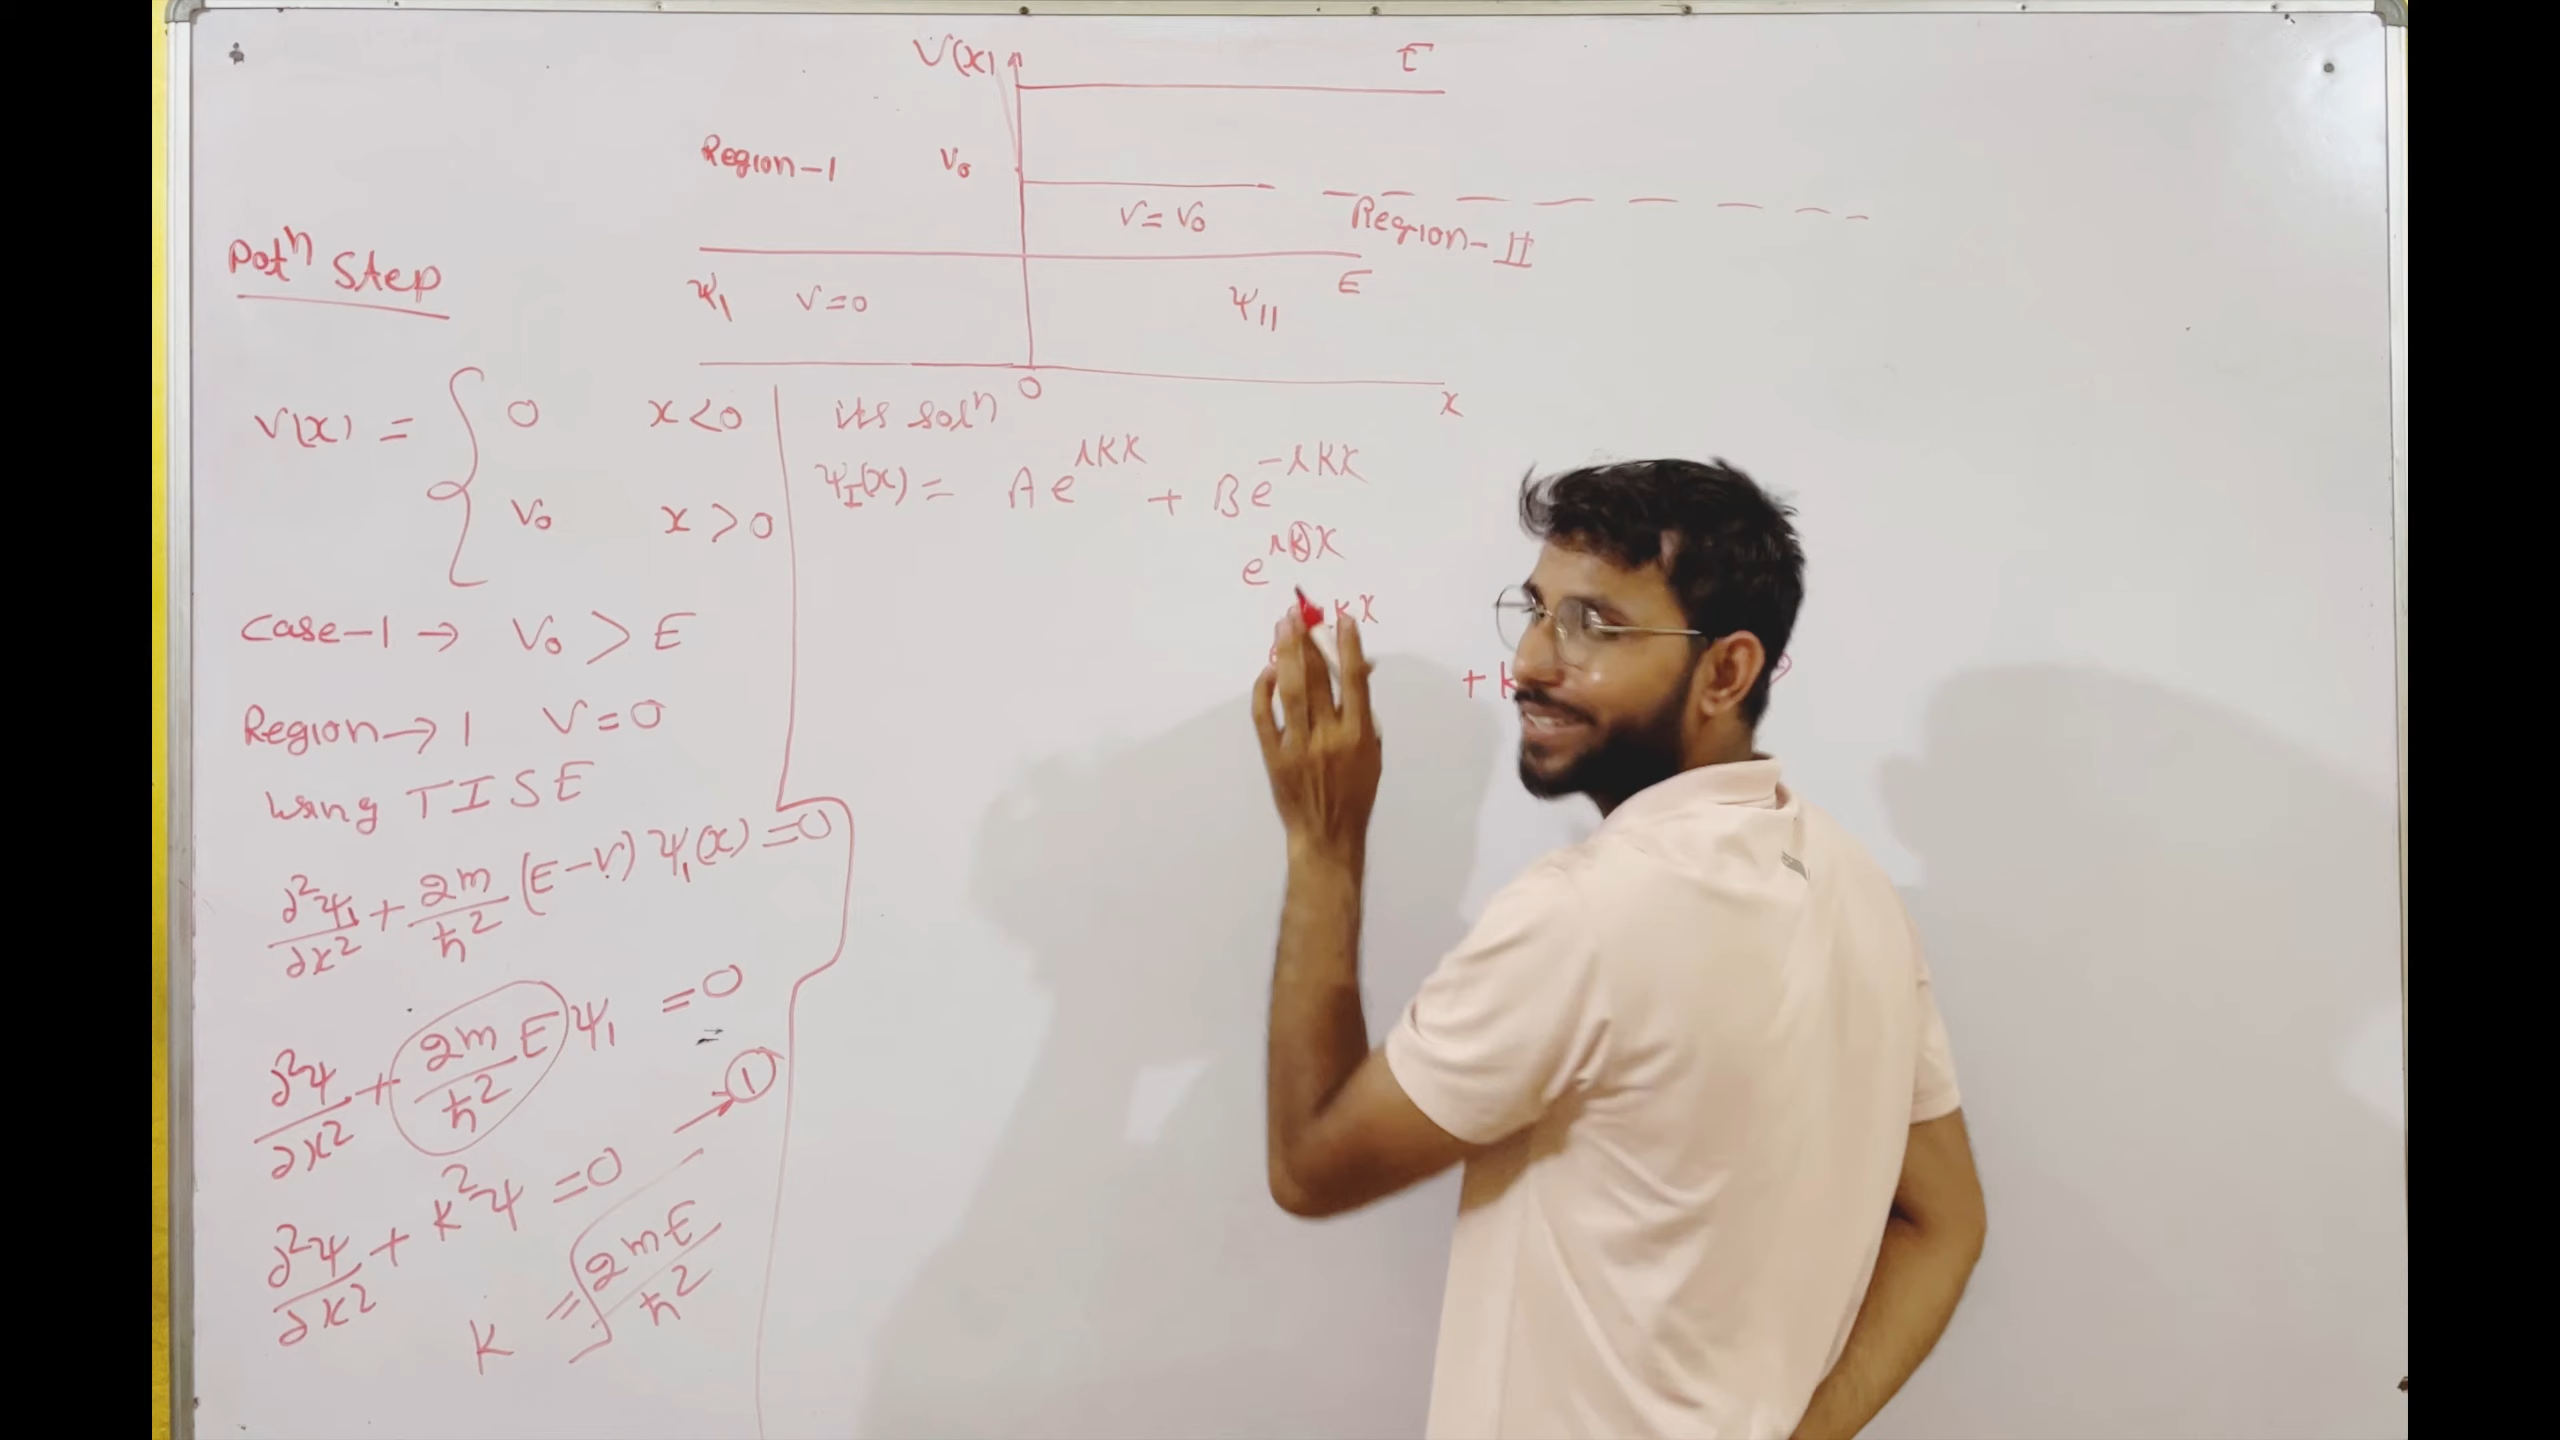 V(x) E
Region-1 V₀
V=V₀ Region-II
Potⁿ Step
ψ₁ V=0 ψ₁₁ E
0 x
V(x) = { 0 x<0
V₀ x>0
its solⁿ
ψ_I(x) = A e^{iKx} + B e^{-iKx}
Case-1 → V₀ > E
Region → 1 V=0
Using TISE
∂²ψ₁/∂x² + 2m/ħ² (E-V) ψ₁(x) =0
∂²ψ/∂x² + 2m/ħ² E ψ₁ =0
→ ①
∂²ψ/∂x² + K²ψ =0
K = √2mE/ħ²